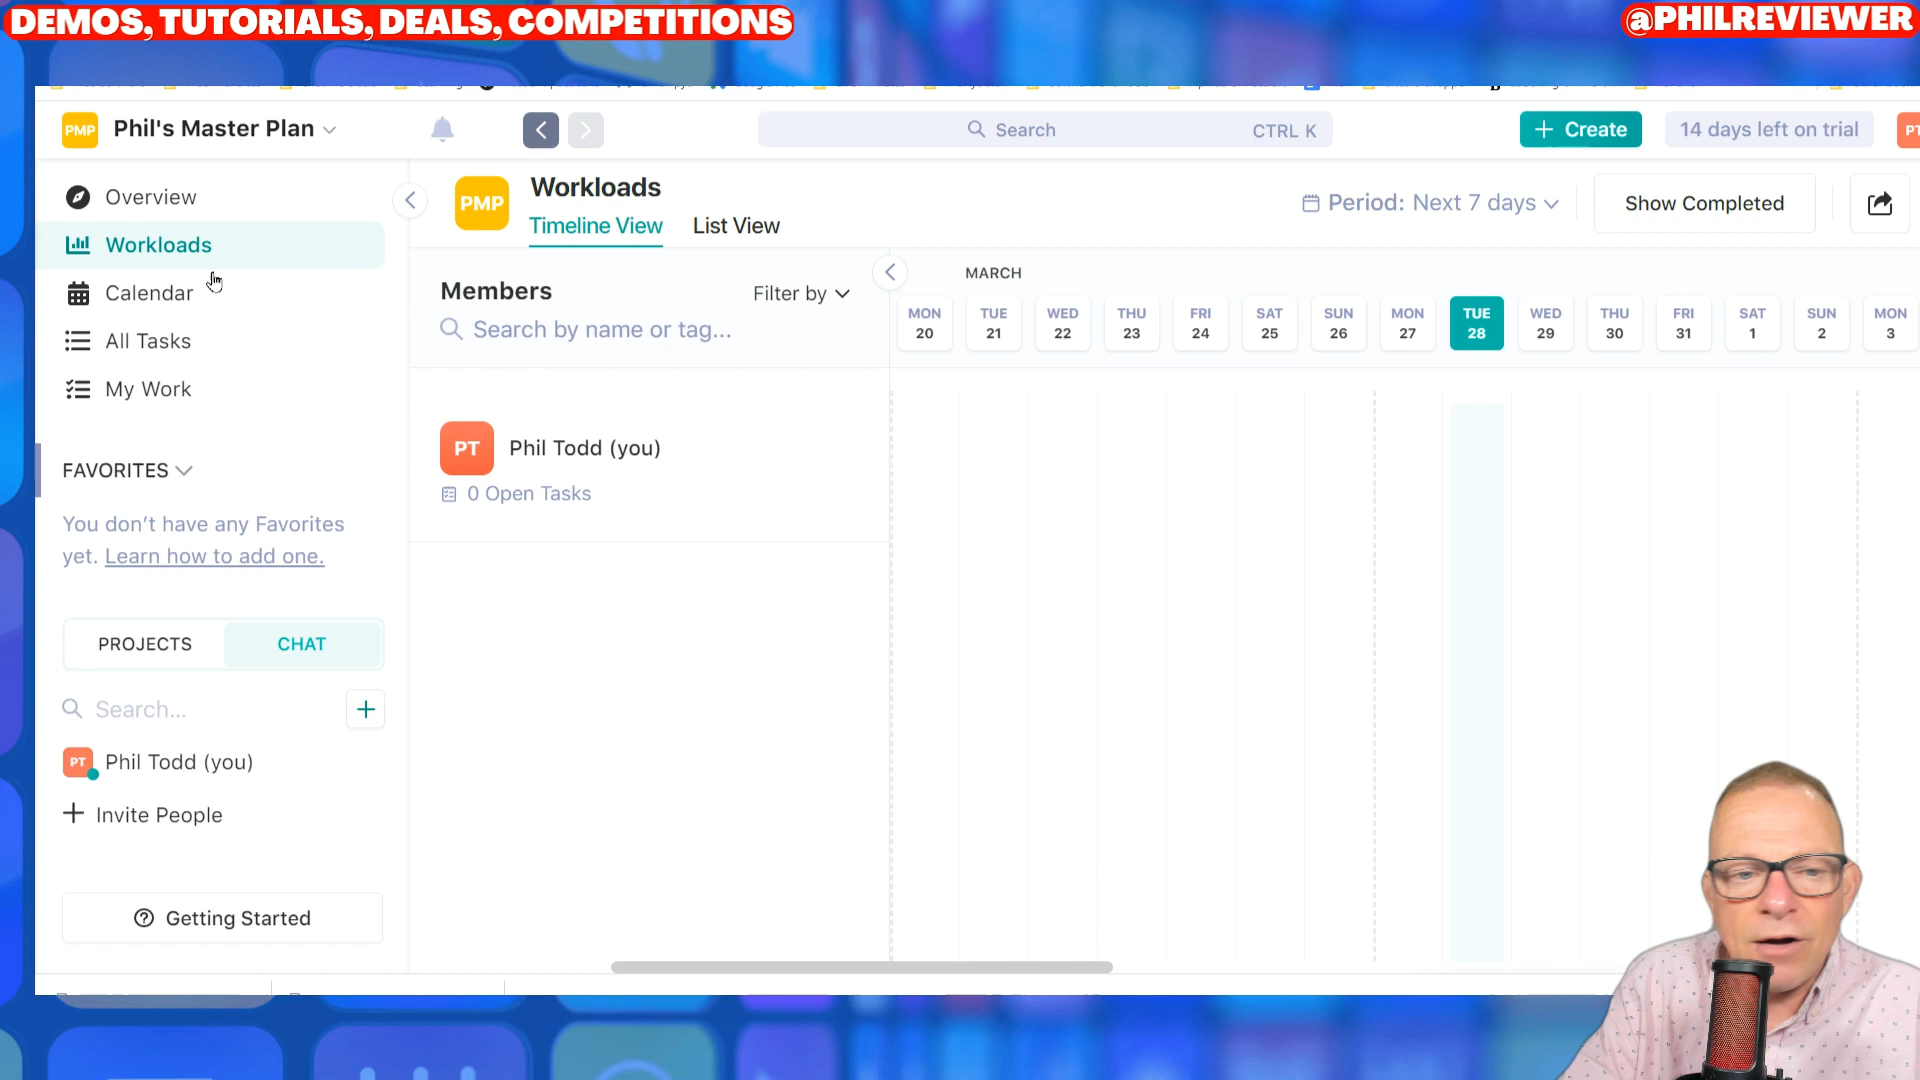 DEMOS, TUTORIALS, DEALS, COMPETITIONS
@PHILREVIEWER
PMP Phil's Master Plan
Search CTRL K
+ Create
14 days left on trial
PT
Overview
Workloads
Calendar
All Tasks
My Work
FAVORITES
You don't have any Favorites
yet. Learn how to add one.
PROJECTS CHAT
Search...
+
PT Phil Todd (you)
+ Invite People
Getting Started
PMP
Workloads
Timeline View List View
Period: Next 7 days
Show Completed
Members
Filter by
Search by name or tag...
PT Phil Todd (you)
0 Open Tasks
MARCH
MON TUE WED THU FRI SAT SUN MON TUE WED THU FRI SAT SUN MON
20 21 22 23 24 25 26 27 28 29 30 31 1 2 3